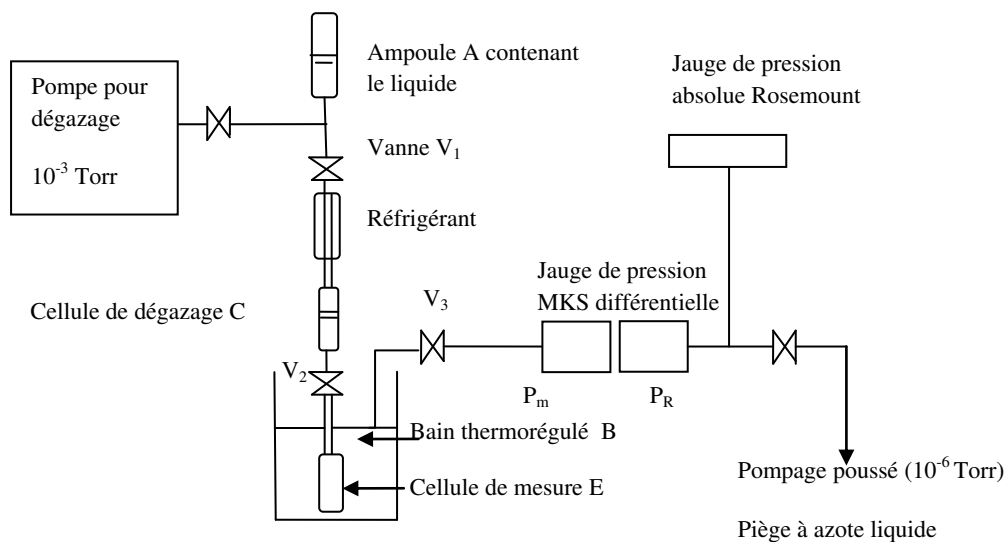 Ampoule A contenant
le liquide
Pompe pour
dégazage
10⁻³ Torr
Jauge de pression
absolue Rosemount
Vanne V₁
Réfrigérant
Jauge de pression
MKS différentielle
Cellule de dégazage C
V₃
V₂
Pₘ
P_R
Bain thermorégulé B
Cellule de mesure E
Pompage poussé (10⁻⁶ Torr)
Piège à azote liquide